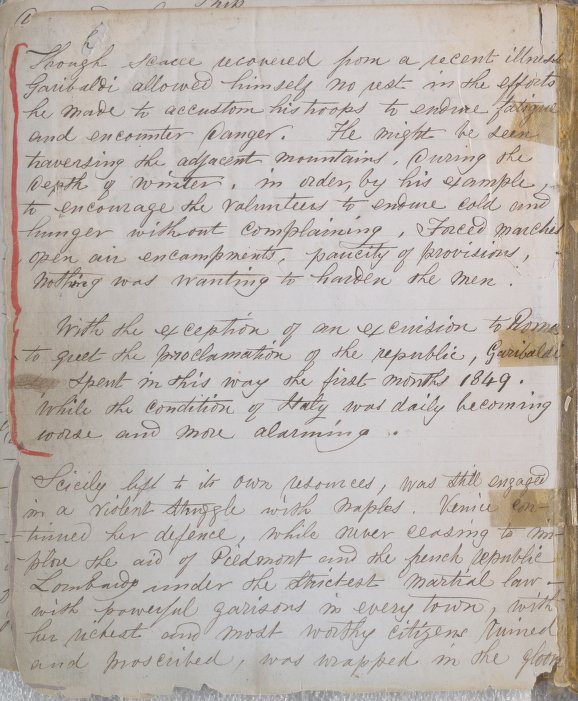 Though scarce recovered from a recent illness
Garibaldi allowed himself no rest in the efforts
he made to accustom his troops to endure fatigue
and encounter danger. He might be seen
traversing the adjacent mountains, during the
depth of winter, in order, by his example,
to encourage the volunteers to endure cold and
hunger without complaining, Forced marches
open air encampments, paucity of provisions,
nothing was wanting to harden the men.
With the exception of an excursion to Rome
to greet the proclamation of the republic, Garibaldi
spent in this way the first months 1849.
While the condition of Italy was daily becoming
worse and more alarming.
Scicily left to its own resources, was still engaged
in a violent struggle with Naples. Venice con-
tinued her defence, while never ceasing to im-
plore the aid of Piedmont and the french republic
Lombardy under the strictest martial law -
with powerful garisons in every town, with
her richest and most worthy citizens ruined
and proscribed, was wrapped in the gloom